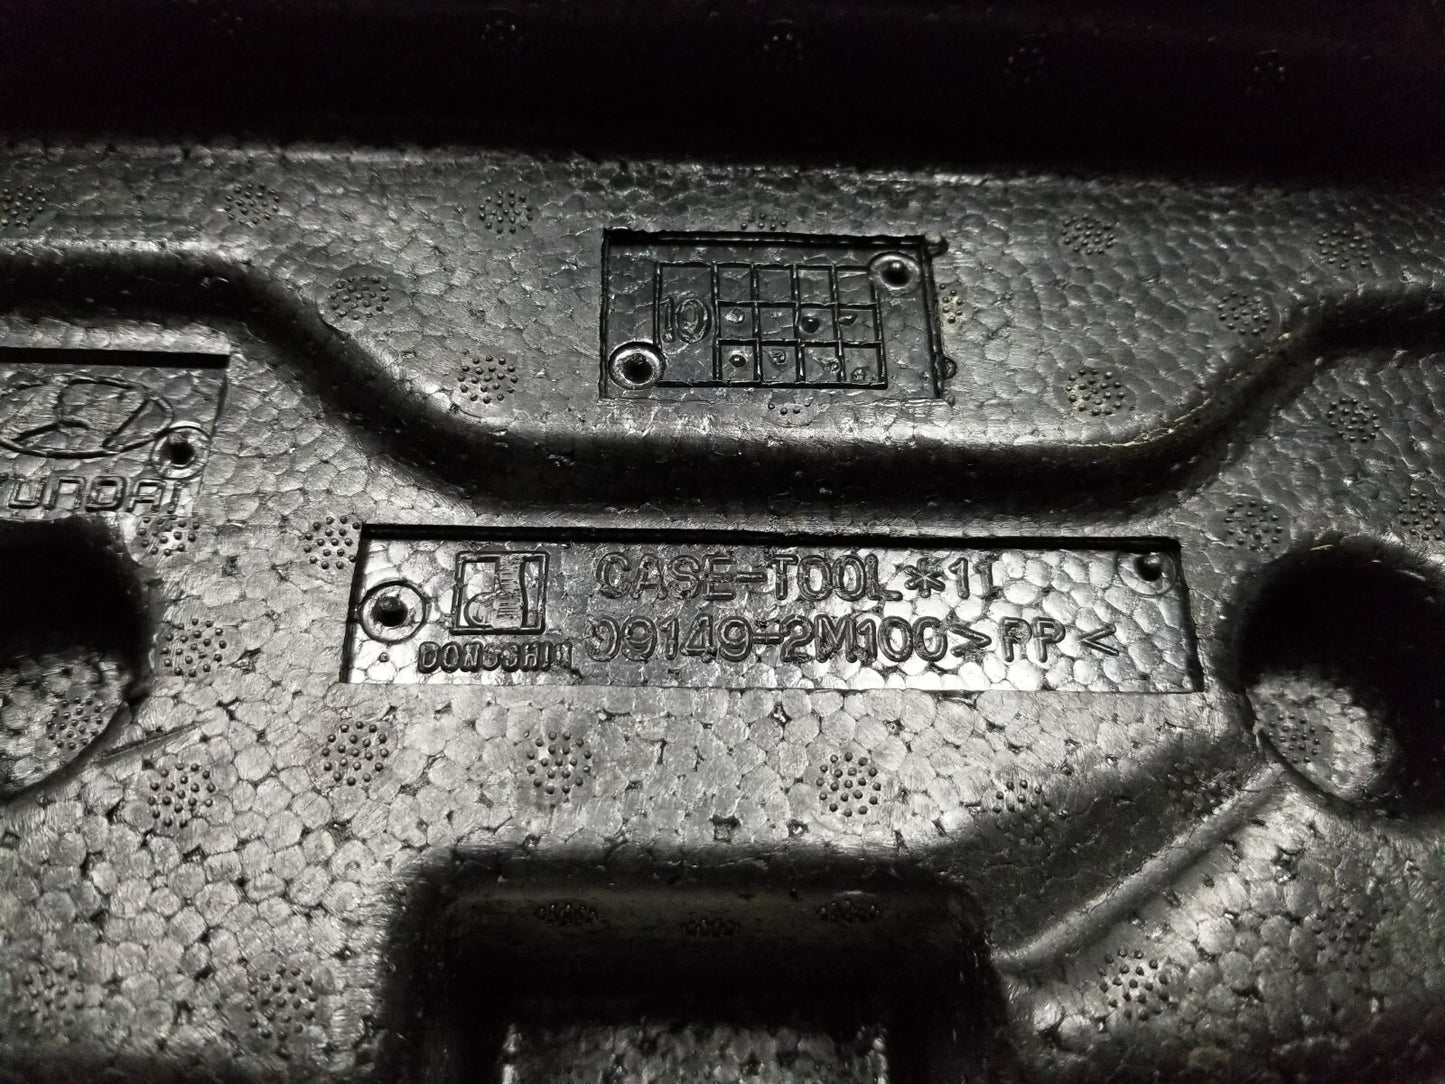 10
HYUNDAI
CASE-TOOL*11
DONGSHIN 09149-2M100>PP<